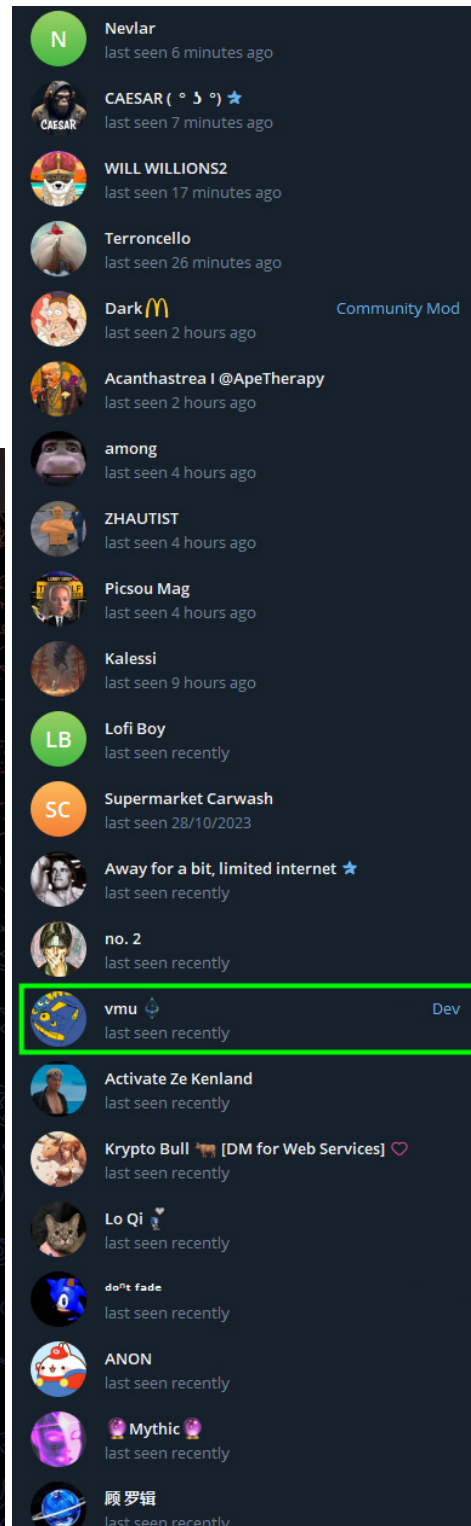 N
Nevlar
last seen 6 minutes ago
CAESAR
CAESAR ( ° ʖ °)
last seen 7 minutes ago
WILL WILLIONS2
last seen 17 minutes ago
Terroncello
last seen 26 minutes ago
Dark Community Mod
last seen 2 hours ago
Acanthastrea I @ApeTherapy
last seen 2 hours ago
among
last seen 4 hours ago
ZHAUTIST
last seen 4 hours ago
Picsou Mag
last seen 4 hours ago
Kalessi
last seen 9 hours ago
LB
Lofi Boy
last seen recently
SC
Supermarket Carwash
last seen 28/10/2023
Away for a bit, limited internet
last seen recently
no. 2
last seen recently
vmu Dev
last seen recently
Activate Ze Kenland
last seen recently
Krypto Bull 🐂 [DM for Web Services]
last seen recently
Lo Qi
last seen recently
doⁿt fade
last seen recently
ANON
last seen recently
🔮Mythic🔮
last seen recently
顾 罗辑
last seen recently